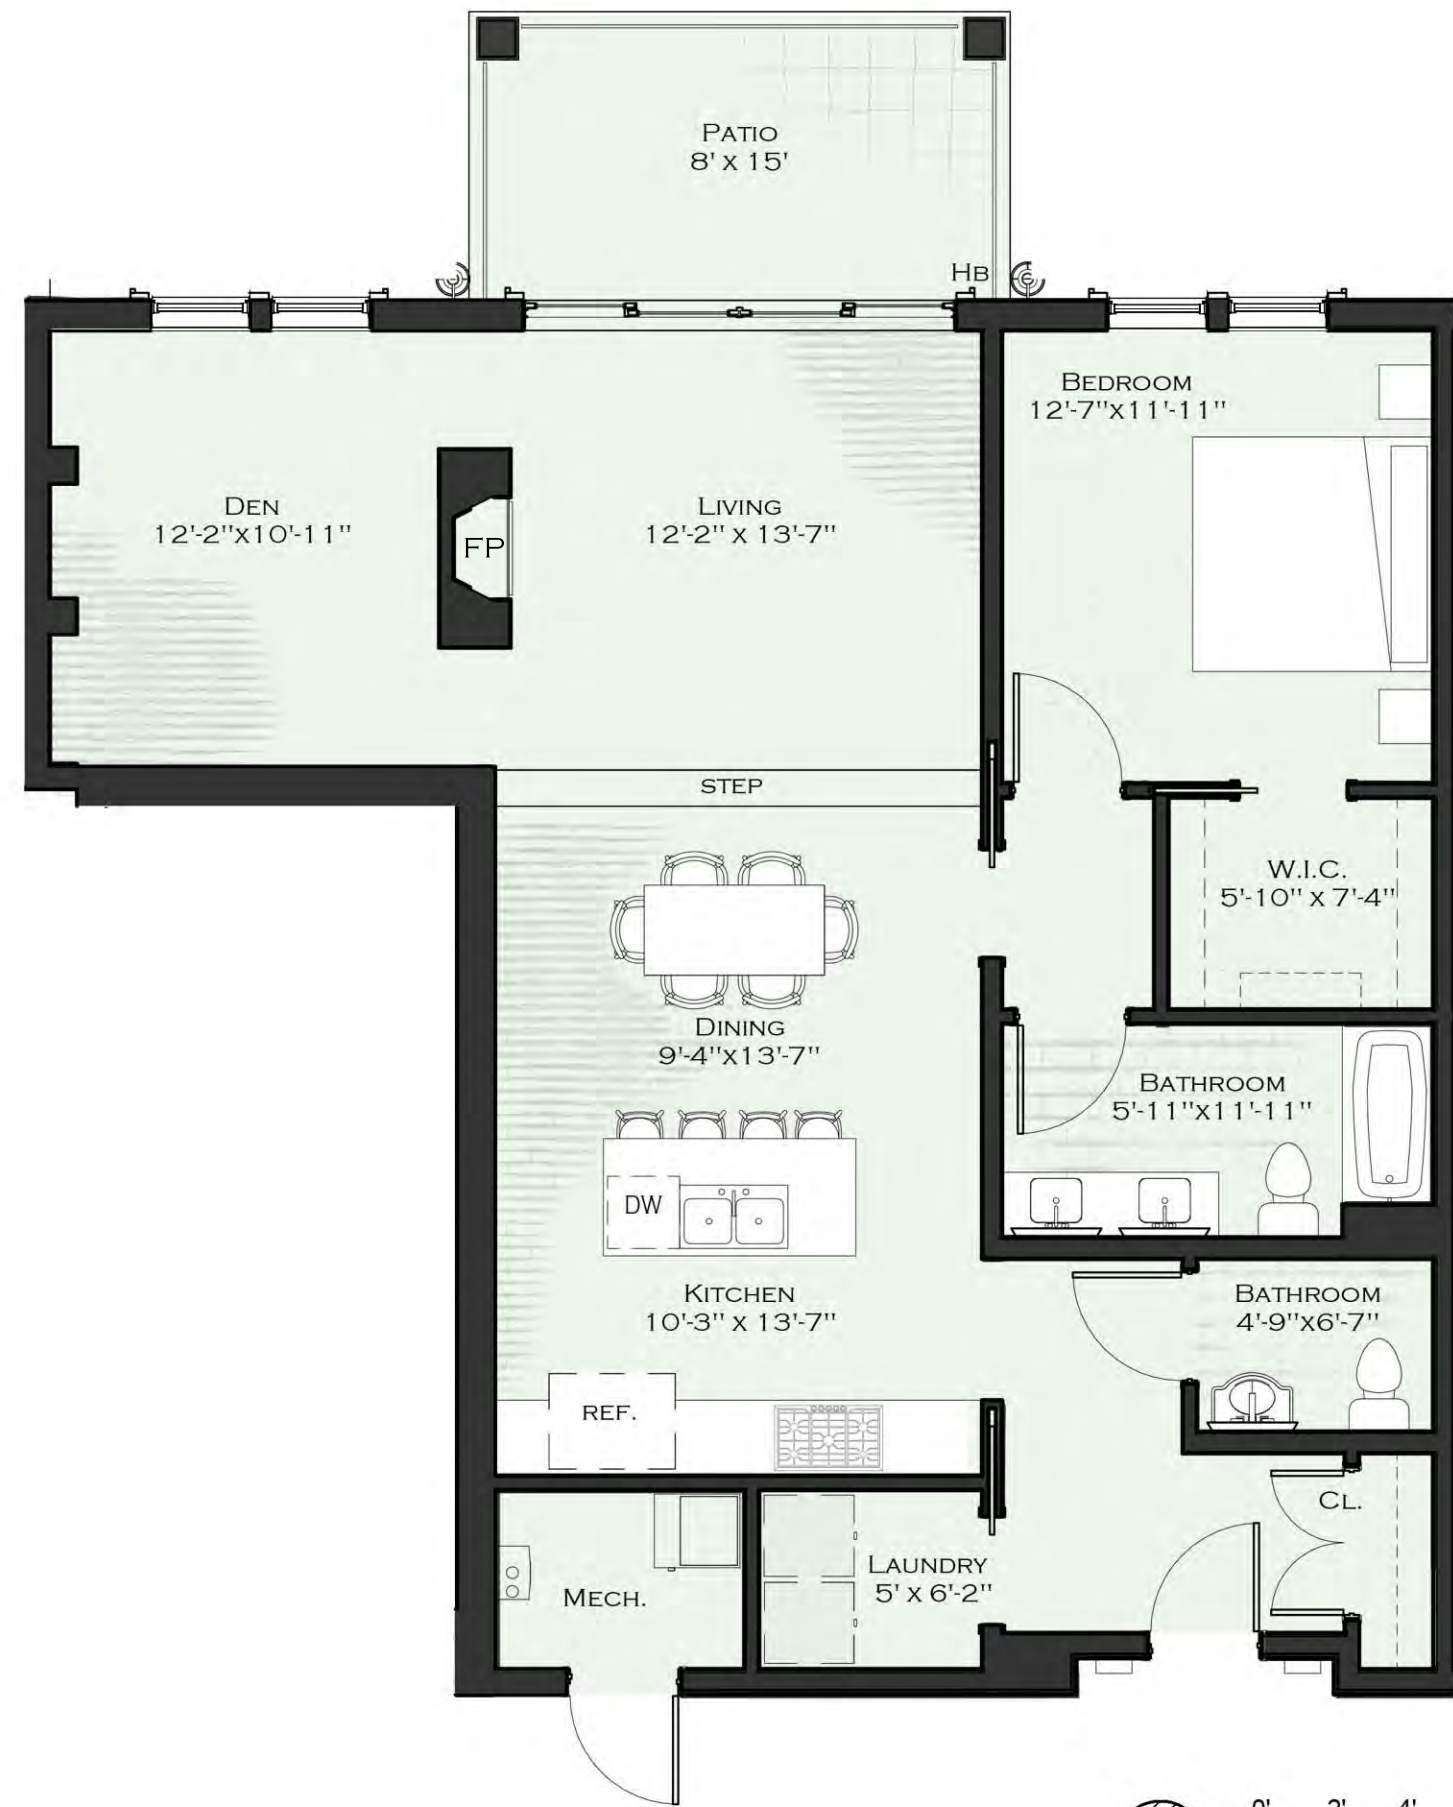 PATIO
8' X 15'
HB
BEDROOM
12'-7"X11'-11"
DEN
12'-2"X10'-11"
FP
LIVING
12'-2" X 13'-7"
STEP
W.I.C.
5'-10" X 7'-4"
DINING
9'-4"X13'-7"
BATHROOM
5'-11"X11'-11"
DW
KITCHEN
10'-3" X 13'-7"
BATHROOM
4'-9"X6'-7"
REF.
CL.
LAUNDRY
5' X 6'-2"
MECH.
0' 2' 4'